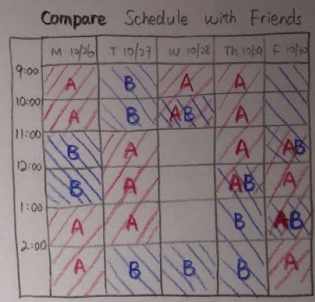 Compare Schedule with Friends
M 10/26 T 10/27 W 10/28 Th 10/29 F 10/30
9:00
A B A A
10:00
A B AB A
11:00
B A A AB
12:00
B A AB A
1:00
A A B AB
2:00
A B B B A